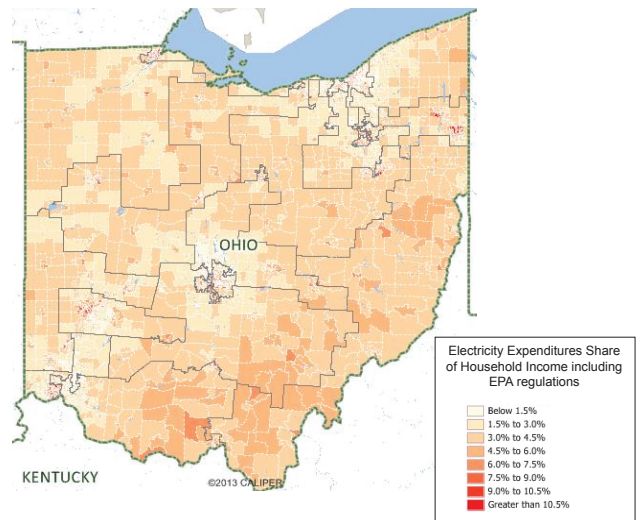 OHIO
KENTUCKY
©2013 CALIPER
Electricity Expenditures Share
of Household Income including
EPA regulations
Below 1.5%
1.5% to 3.0%
3.0% to 4.5%
4.5% to 6.0%
6.0% to 7.5%
7.5% to 9.0%
9.0% to 10.5%
Greater than 10.5%